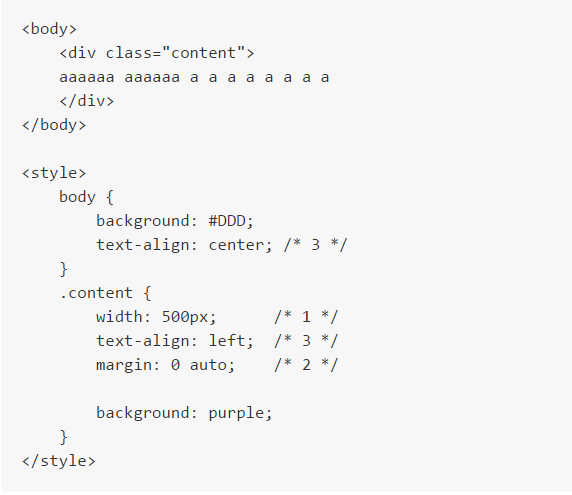 <body>
    <div class="content">
    aaaaaa aaaaaa a a a a a a a a
    </div>
</body>

<style>
    body {
        background: #DDD;
        text-align: center; /* 3 */
    }
    .content {
        width: 500px;      /* 1 */
        text-align: left;  /* 3 */
        margin: 0 auto;    /* 2 */

        background: purple;
    }
</style>